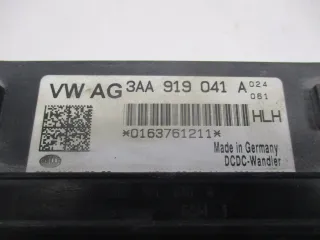 VW AG 3AA 919 041 A 024
081
HLH
*0163761211*
Made in Germany
DCDC-Wandler